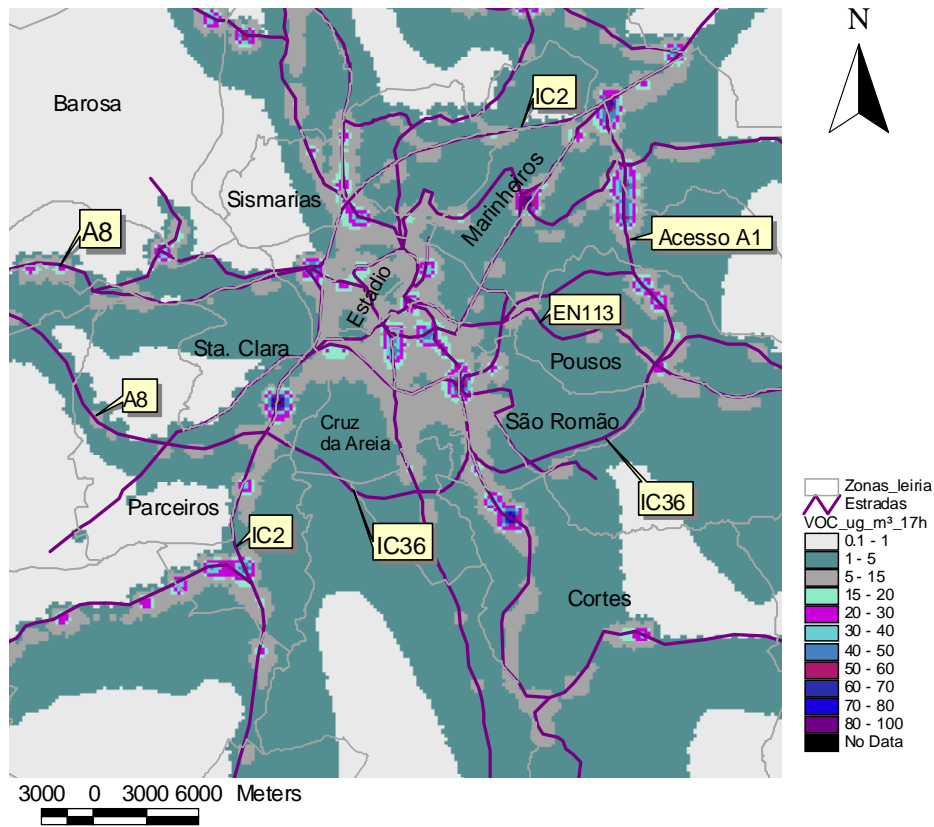 N
Barosa
IC2
Marinheiros
Sismarias
A8
Acesso A1
Estádio
EN113
Sta. Clara
Pousos
A8
Cruz
da Areia
São Romão
Parceiros
IC36
IC2
IC36
Cortes
Zonas_leiria
Estradas
VOC_ug_m³_17h
0.1 - 1
1 - 5
5 - 15
15 - 20
20 - 30
30 - 40
40 - 50
50 - 60
60 - 70
70 - 80
80 - 100
No Data
3000 0 3000 6000 Meters